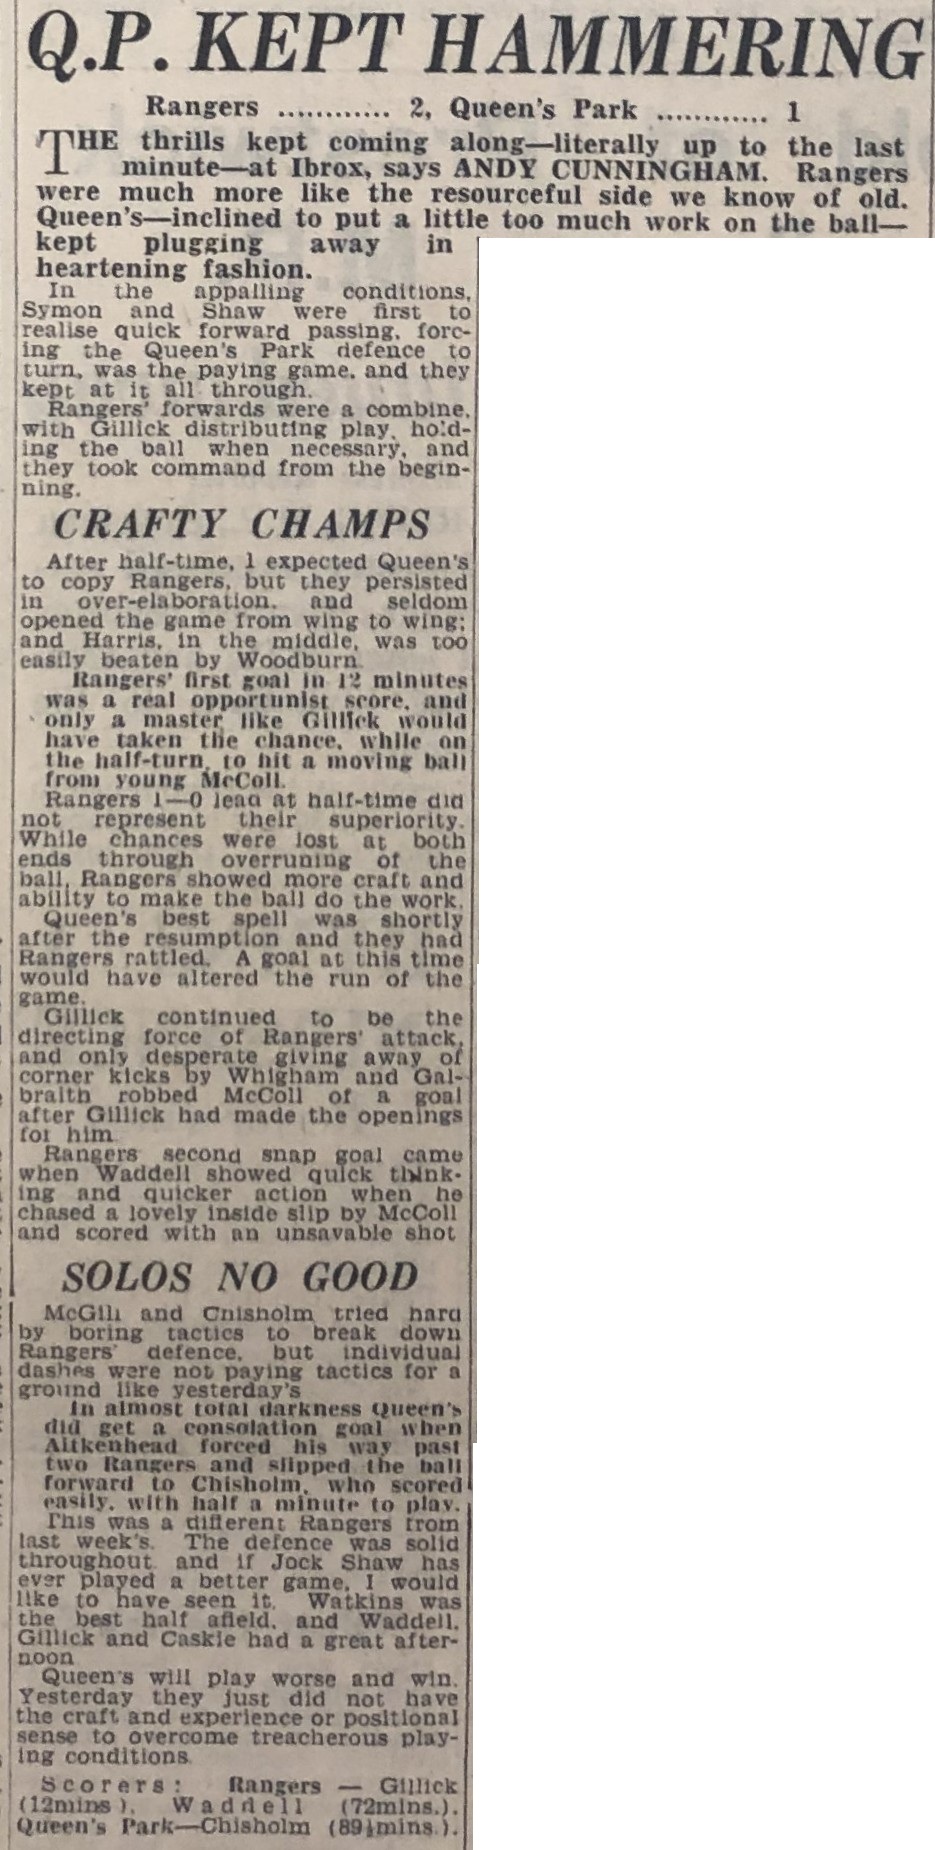 Q.P. KEPT HAMMERING
Rangers ............ 2, Queen's Park ............ 1
THE thrills kept coming along—literally up to the last
minute—at Ibrox, says ANDY CUNNINGHAM. Rangers
were much more like the resourceful side we know of old.
Queen's—inclined to put a little too much work on the ball—
kept plugging away in
heartening fashion.
In the appalling conditions,
Symon and Shaw were first to
realise quick forward passing, forc-
ing the Queen's Park defence to
turn, was the paying game, and they
kept at it all through.
Rangers' forwards were a combine,
with Gillick distributing play, hold-
ing the ball when necessary, and
they took command from the begin-
ning.
CRAFTY CHAMPS
After half-time, I expected Queen's
to copy Rangers, but they persisted
in over-elaboration, and seldom
opened the game from wing to wing;
and Harris, in the middle, was too
easily beaten by Woodburn.
Rangers' first goal in 12 minutes
was a real opportunist score, and
only a master like Gillick would
have taken the chance, while on
the half-turn, to hit a moving ball
from young McColl.
Rangers 1—0 lead at half-time did
not represent their superiority.
While chances were lost at both
ends through overruning of the
ball, Rangers showed more craft and
ability to make the ball do the work.
Queen's best spell was shortly
after the resumption and they had
Rangers rattled. A goal at this time
would have altered the run of the
game.
Gillick continued to be the
directing force of Rangers' attack,
and only desperate giving away of
corner kicks by Whigham and Gal-
braith robbed McColl of a goal
after Gillick had made the openings
for him
Rangers second snap goal came
when Waddell showed quick think-
ing and quicker action when he
chased a lovely inside slip by McColl
and scored with an unsavable shot
SOLOS NO GOOD
McGill and Chisholm tried hard
by boring tactics to break down
Rangers' defence, but individual
dashes were not paying tactics for a
ground like yesterday's
In almost total darkness Queen's
did get a consolation goal when
Aitkenhead forced his way past
two Rangers and slipped the ball
forward to Chisholm, who scored
easily, with half a minute to play.
This was a different Rangers from
last week's. The defence was solid
throughout and if Jock Shaw has
ever played a better game, I would
like to have seen it. Watkins was
the best half afield, and Waddell,
Gillick and Caskie had a great after-
noon
Queen's will play worse and win.
Yesterday they just did not have
the craft and experience or positional
sense to overcome treacherous play-
ing conditions.
Scorers: Rangers — Gillick
(12mins), Waddell (72mins.).
Queen's Park—Chisholm (89½mins.).